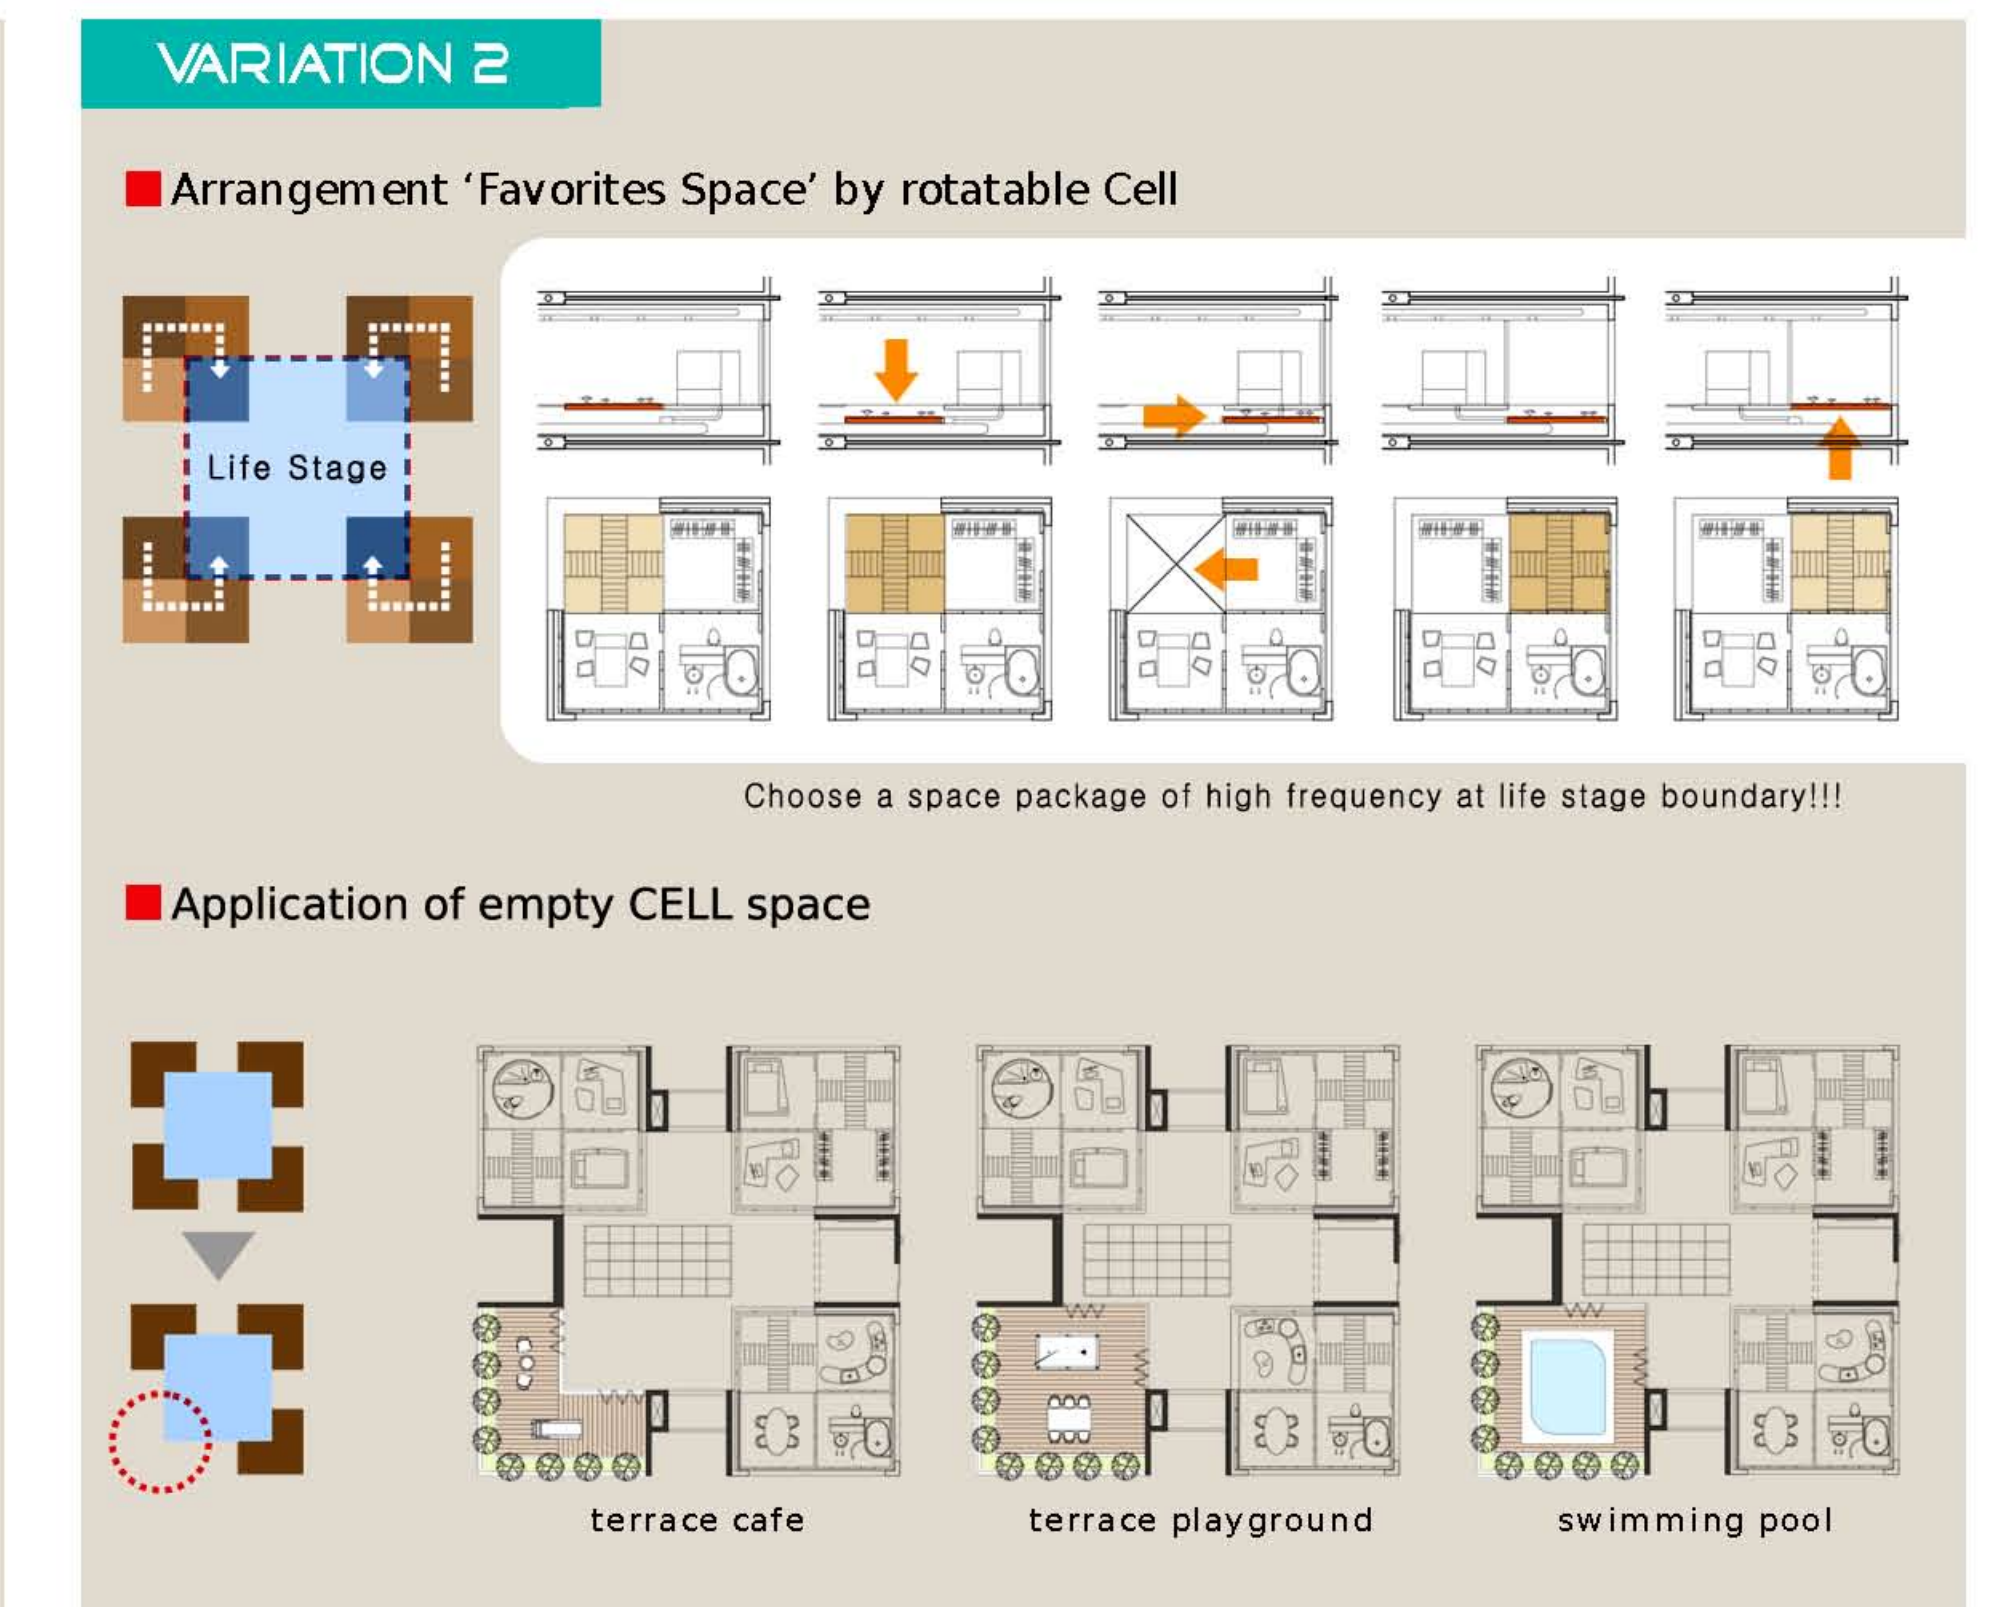 VARIATION 2
Arrangement ‘Favorites Space’ by rotatable Cell
Life Stage
Choose a space package of high frequency at life stage boundary!!!
Application of empty CELL space
terrace cafe
terrace playground
swimming pool